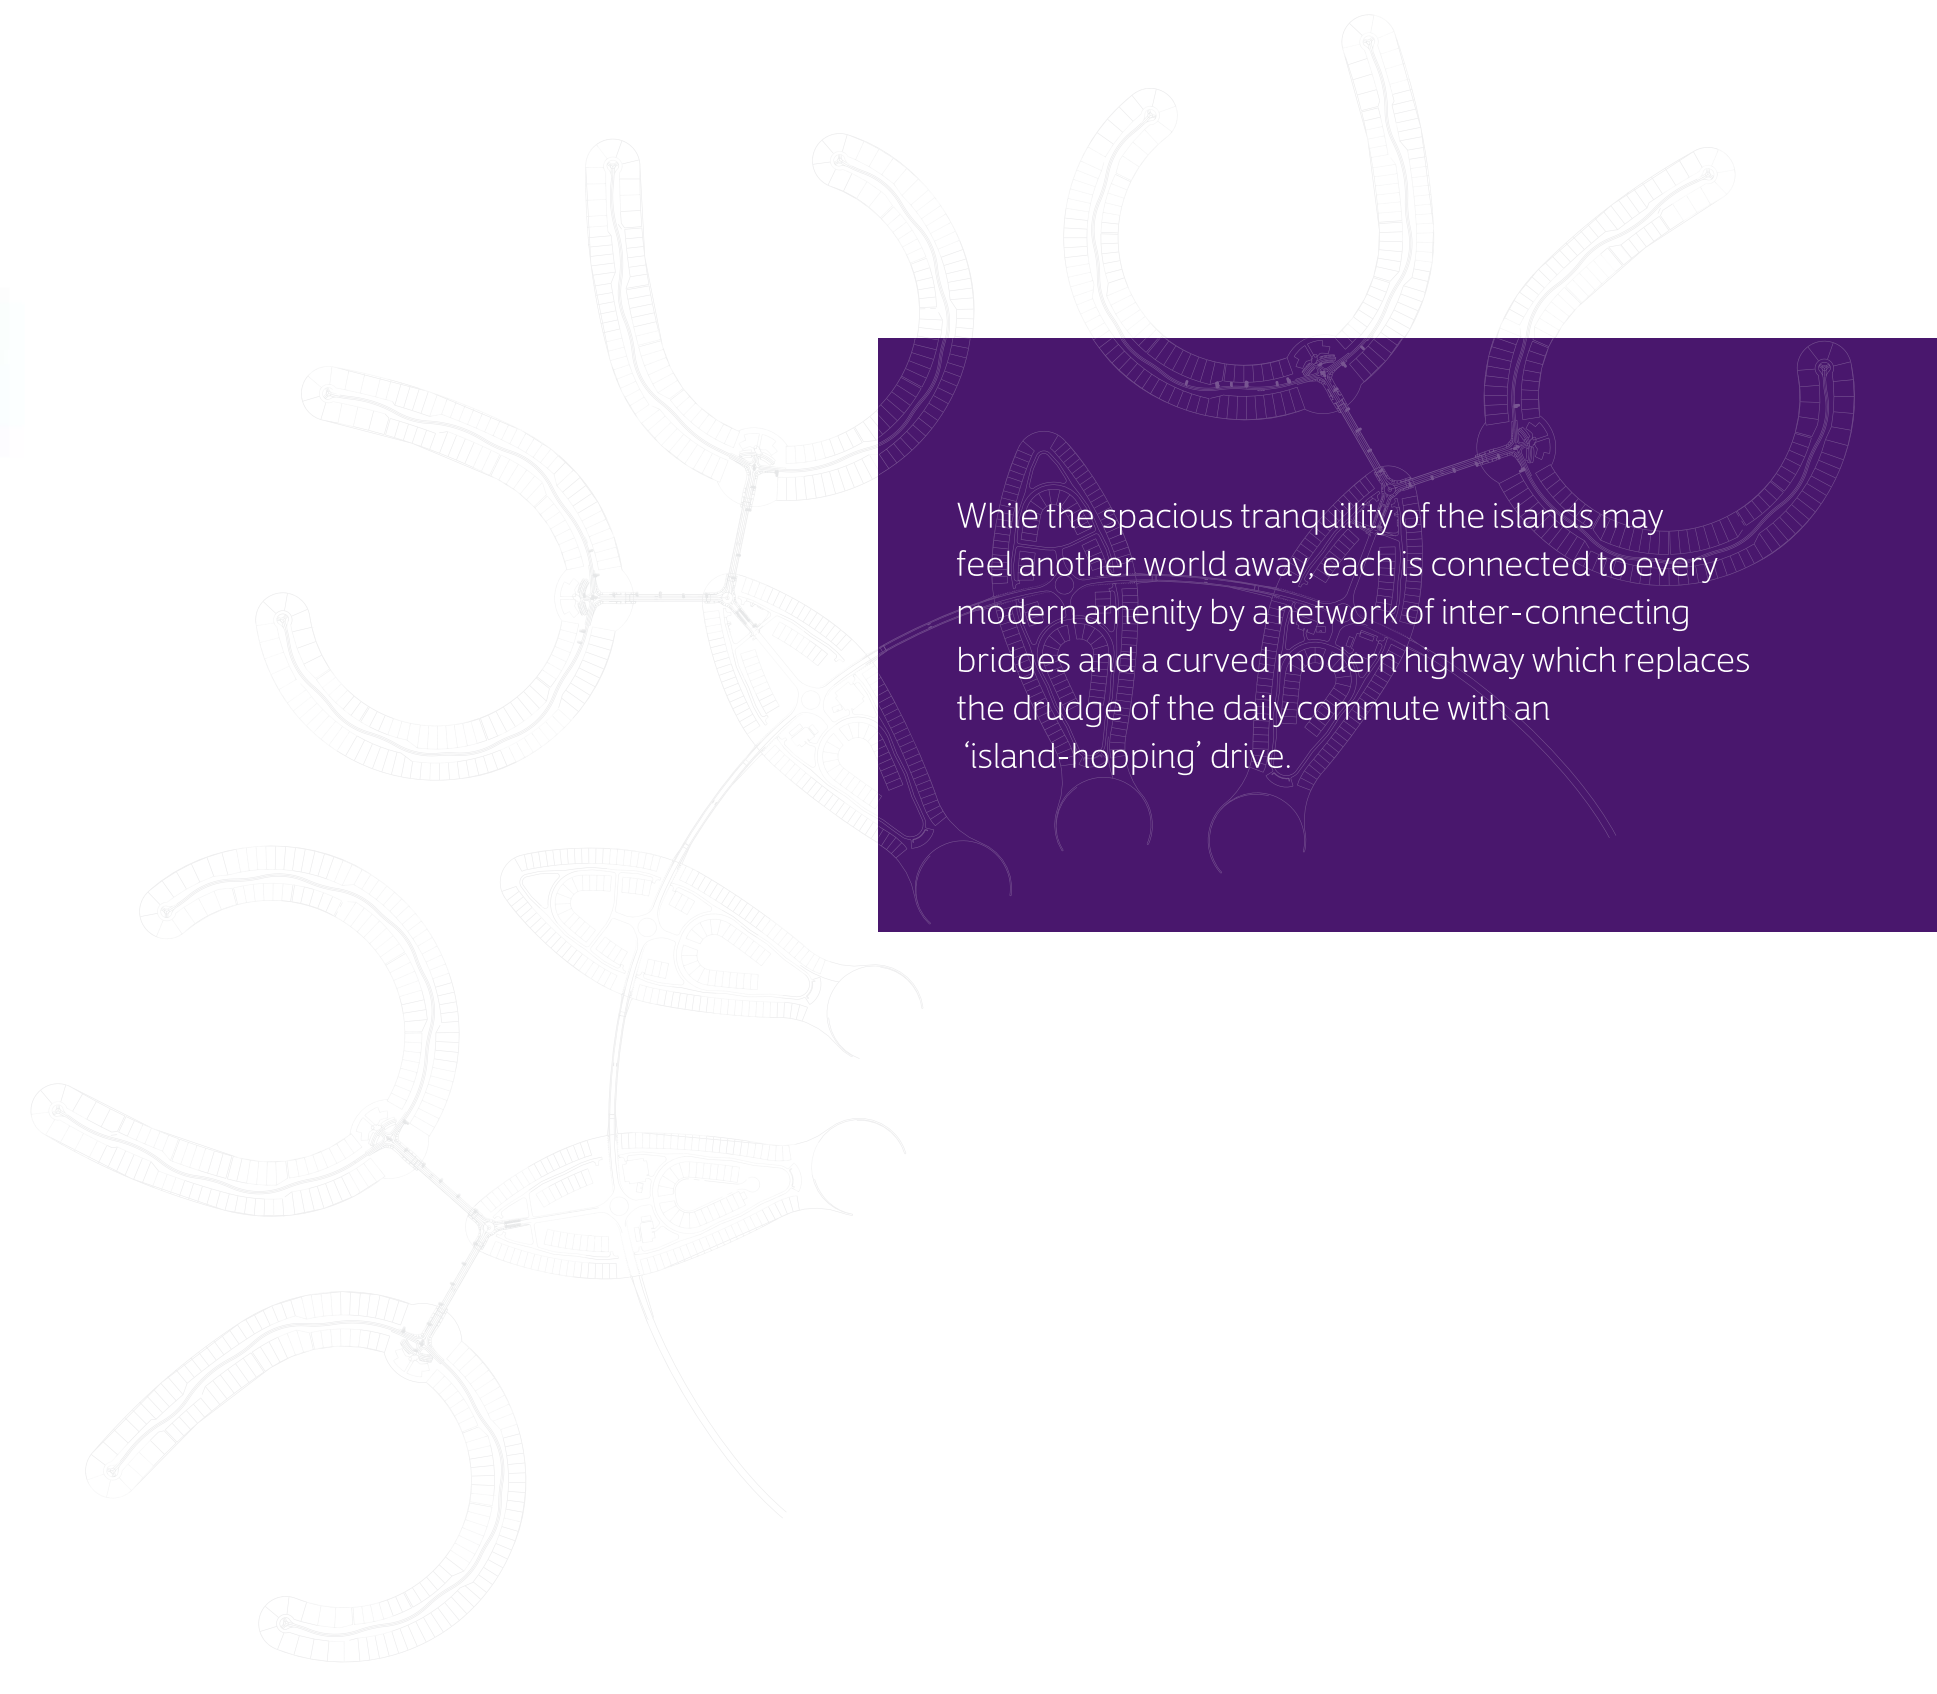 While the spacious tranquillity of the islands may
feel another world away, each is connected to every
modern amenity by a network of inter-connecting
bridges and a curved modern highway which replaces
the drudge of the daily commute with an
‘island-hopping’ drive.